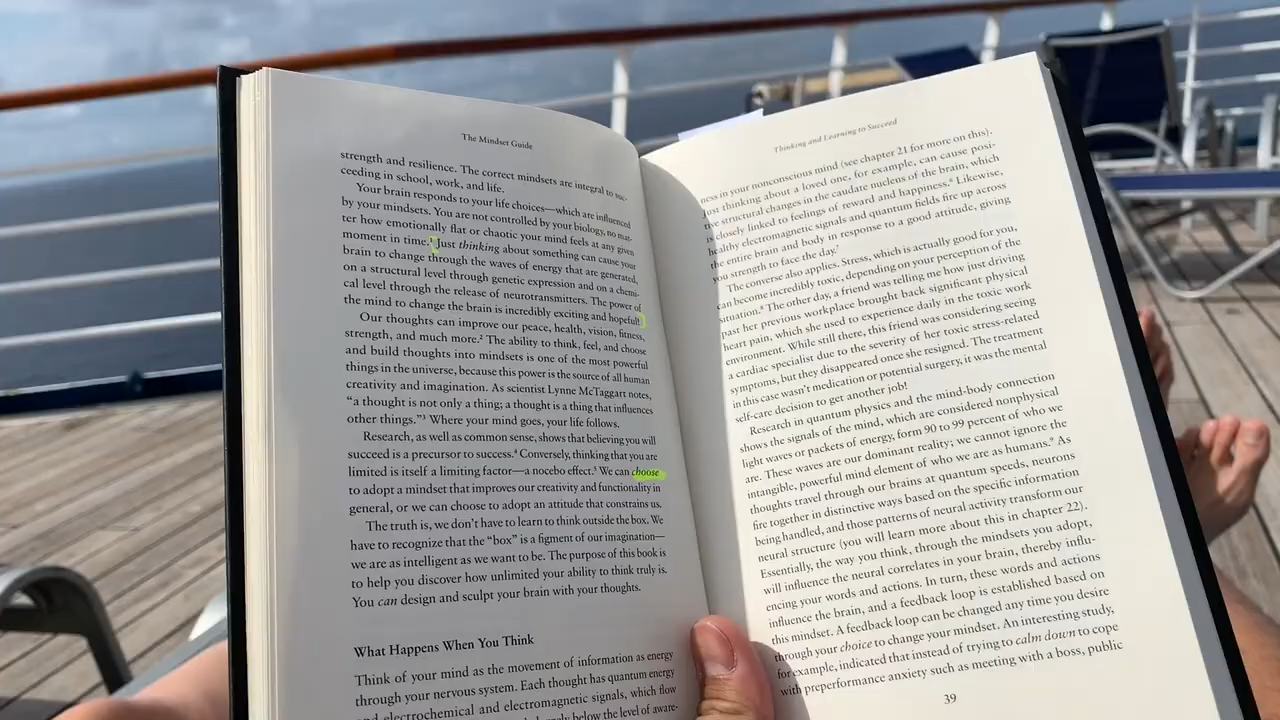 The Mindset Guide
strength and resilience. The correct mindsets are integral to suc-
ceeding in school, work, and life.
Your brain responds to your life choices—which are influenced
by your mindsets. You are not controlled by your biology, no mat-
ter how emotionally flat or chaotic your mind feels at any given
moment in time.¹ Just thinking about something can cause your
brain to change through the waves of energy that are generated,
on a structural level through genetic expression and on a chemi-
cal level through the release of neurotransmitters. The power of
the mind to change the brain is incredibly exciting and hopeful!
Our thoughts can improve our peace, health, vision, fitness,
strength, and much more.² The ability to think, feel, and choose
and build thoughts into mindsets is one of the most powerful
things in the universe, because this power is the source of all human
creativity and imagination. As scientist Lynne McTaggart notes,
“a thought is not only a thing; a thought is a thing that influences
other things.”³ Where your mind goes, your life follows.
Research, as well as common sense, shows that believing you will
succeed is a precursor to success.⁴ Conversely, thinking that you are
limited is itself a limiting factor—a nocebo effect.⁵ We can choose
to adopt a mindset that improves our creativity and functionality in
general, or we can choose to adopt an attitude that constrains us.
The truth is, we don’t have to learn to think outside the box. We
have to recognize that the “box” is a figment of our imagination—
we are as intelligent as we want to be. The purpose of this book is
to help you discover how unlimited your ability to think truly is.
You can design and sculpt your brain with your thoughts.
What Happens When You Think
Think of your mind as the movement of information as energy
through your nervous system. Each thought has quantum energy
and electrochemical and electromagnetic signals, which flow
below the level of aware-
Thinking and Learning to Succeed
ness in your nonconscious mind (see chapter 21 for more on this).
Just thinking about a loved one, for example, can cause posi-
tive structural changes in the caudate nucleus of the brain, which
is closely linked to feelings of reward and happiness.⁶ Likewise,
healthy electromagnetic signals and quantum fields fire up across
the entire brain and body in response to a good attitude, giving
you strength to face the day.⁷
The converse also applies. Stress, which is actually good for you,
can become incredibly toxic, depending on your perception of the
situation.⁸ The other day, a friend was telling me how just driving
past her previous workplace brought back significant physical
heart pain, which she used to experience daily in the toxic work
environment. While still there, this friend was considering seeing
a cardiac specialist due to the severity of her toxic stress-related
symptoms, but they disappeared once she resigned. The treatment
in this case wasn’t medication or potential surgery, it was the mental
self-care decision to get another job!
Research in quantum physics and the mind-body connection
shows the signals of the mind, which are considered nonphysical
light waves or packets of energy, form 90 to 99 percent of who we
are. These waves are our dominant reality; we cannot ignore the
intangible, powerful mind element of who we are as humans.⁹ As
thoughts travel through our brains at quantum speeds, neurons
fire together in distinctive ways based on the specific information
being handled, and those patterns of neural activity transform our
neural structure (you will learn more about this in chapter 22).
Essentially, the way you think, through the mindsets you adopt,
will influence the neural correlates in your brain, thereby influ-
encing your words and actions. In turn, these words and actions
influence the brain, and a feedback loop is established based on
this mindset. A feedback loop can be changed any time you desire
through your choice to change your mindset. An interesting study,
for example, indicated that instead of trying to calm down to cope
with preperformance anxiety such as meeting with a boss, public
39